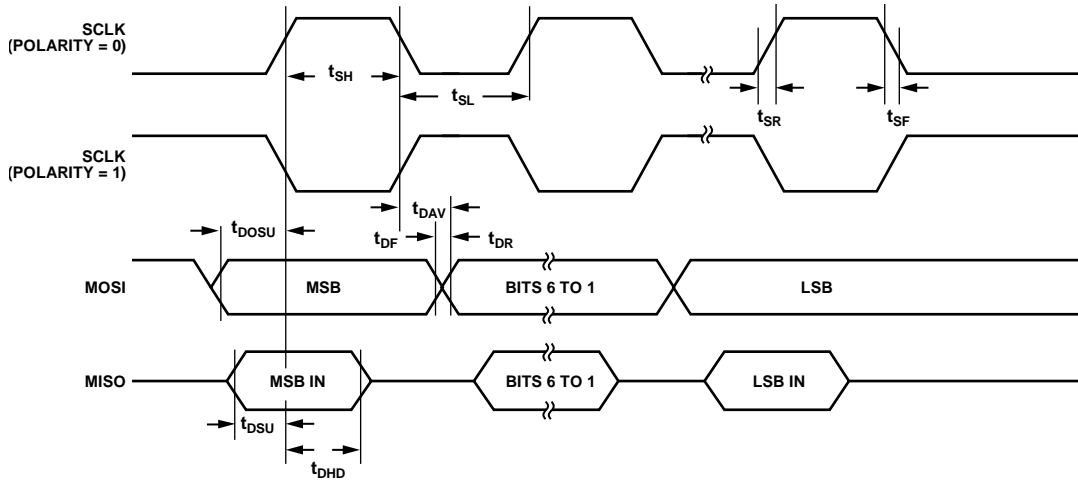 SCLK
(POLARITY = 0)
tSH
tSL
tSR
tSF
SCLK
(POLARITY = 1)
tDAV
tDOSU
tDF
tDR
MOSI
MSB
BITS 6 TO 1
LSB
MISO
MSB IN
BITS 6 TO 1
LSB IN
tDSU
tDHD